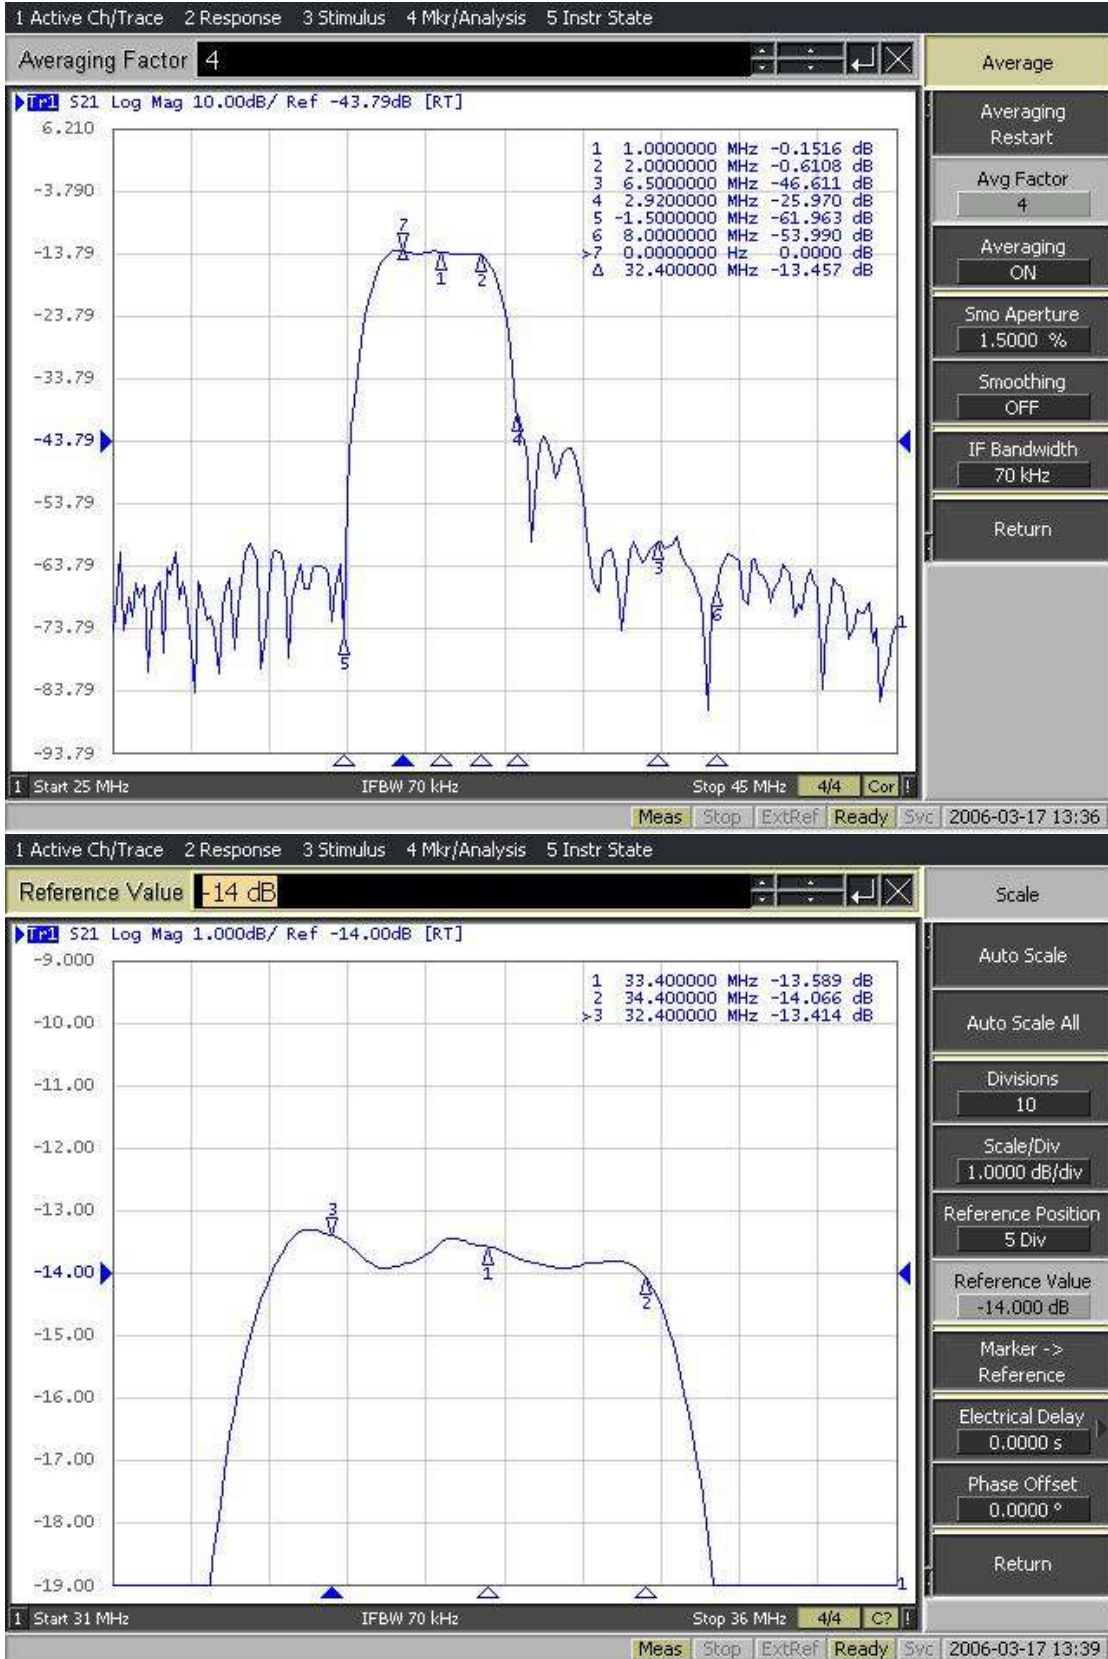 1 Active Ch/Trace 2 Response 3 Stimulus 4 Mkr/Analysis 5 Instr State
Averaging Factor 4
Average
Tr1 S21 Log Mag 10.00dB/ Ref -43.79dB [RT]
6.210
-3.790
-13.79
-23.79
-33.79
-43.79
-53.79
-63.79
-73.79
-83.79
-93.79
1 1.0000000 MHz -0.1516 dB
2 2.0000000 MHz -0.6108 dB
3 6.5000000 MHz -46.611 dB
4 2.9200000 MHz -25.970 dB
5 -1.5000000 MHz -61.963 dB
6 8.0000000 MHz -53.990 dB
>7 0.0000000 Hz 0.0000 dB
Δ 32.400000 MHz -13.457 dB
7
1
2
4
3
6
5
1
Averaging
Restart
Avg Factor
4
Averaging
ON
Smo Aperture
1.5000 %
Smoothing
OFF
IF Bandwidth
70 kHz
Return
1 Start 25 MHz IFBW 70 kHz Stop 45 MHz 4/4 Cor !
Meas Stop ExtRef Ready Svc 2006-03-17 13:36
1 Active Ch/Trace 2 Response 3 Stimulus 4 Mkr/Analysis 5 Instr State
Reference Value -14 dB
Scale
Tr1 S21 Log Mag 1.000dB/ Ref -14.00dB [RT]
-9.000
-10.00
-11.00
-12.00
-13.00
-14.00
-15.00
-16.00
-17.00
-18.00
-19.00
1 33.400000 MHz -13.589 dB
2 34.400000 MHz -14.066 dB
>3 32.400000 MHz -13.414 dB
3
1
2
1
Auto Scale
Auto Scale All
Divisions
10
Scale/Div
1.0000 dB/div
Reference Position
5 Div
Reference Value
-14.000 dB
Marker ->
Reference
Electrical Delay
0.0000 s
Phase Offset
0.0000 °
Return
1 Start 31 MHz IFBW 70 kHz Stop 36 MHz 4/4 C? !
Meas Stop ExtRef Ready Svc 2006-03-17 13:39